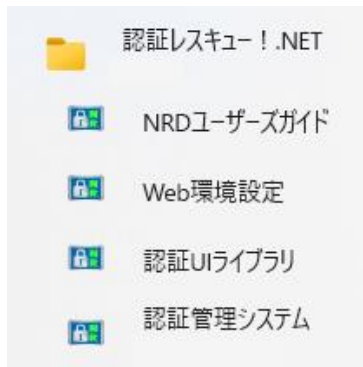 認証レスキュー！.NET
NRDユーザーズガイド
Web環境設定
認証UIライブラリ
認証管理システム